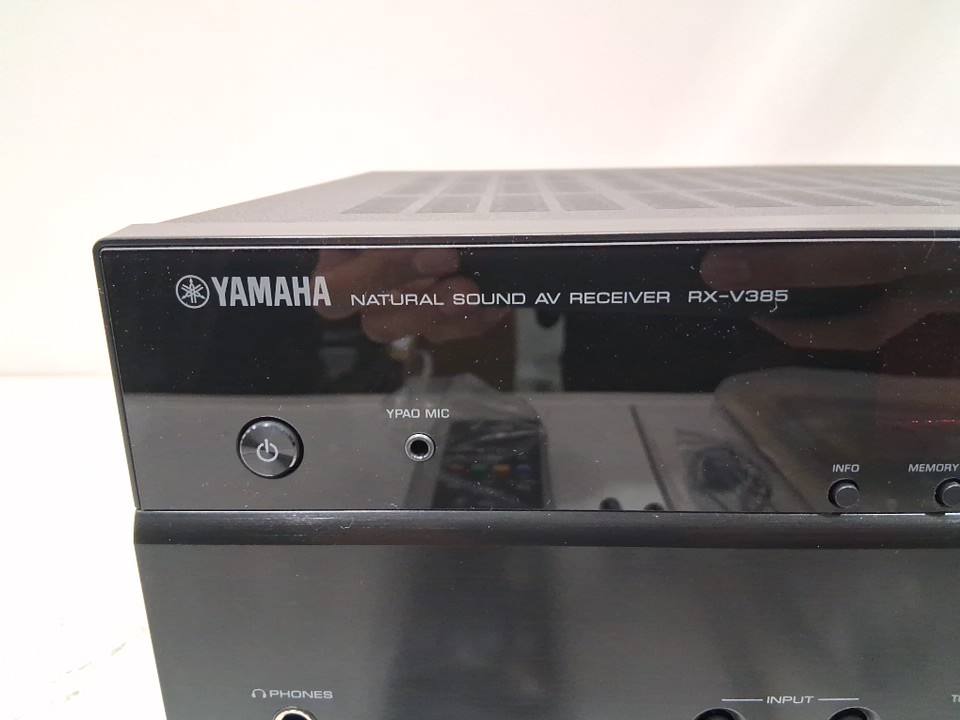 YAMAHA NATURAL SOUND AV RECEIVER RX-V385
YPAO MIC
INFO MEMORY
PHONES INPUT